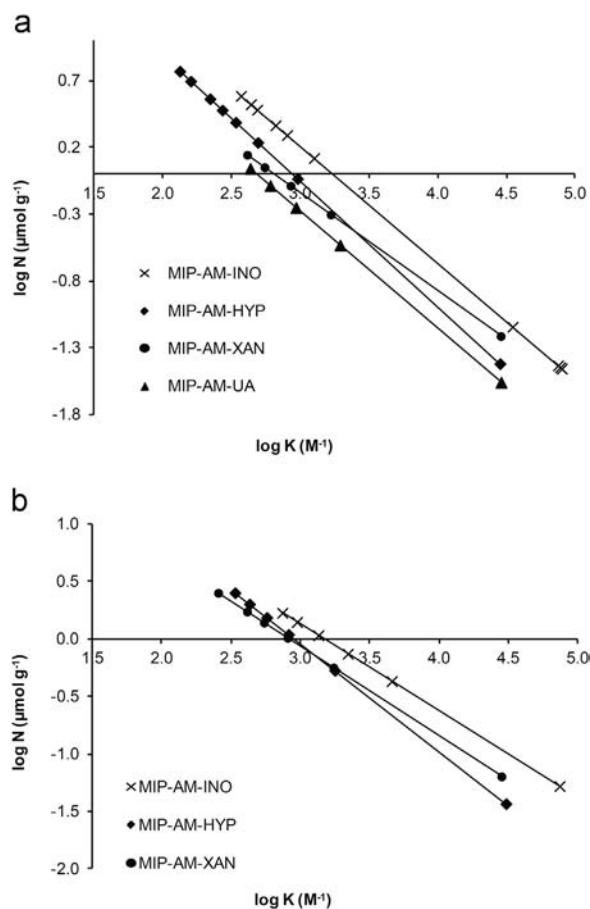 a
0.7
0.2
1.5 2.0 2.5 3.0 3.5 4.0 4.5 5.0
-0.3
-0.8
-1.3
-1.8
log N (µmol g⁻¹)
MIP-AM-INO
MIP-AM-HYP
MIP-AM-XAN
MIP-AM-UA
log K (M⁻¹)
b
1.0
0.5
0.0
1.5 2.0 2.5 3.0 3.5 4.0 4.5 5.0
-0.5
-1.0
-1.5
-2.0
log N (µmol g⁻¹)
MIP-AM-INO
MIP-AM-HYP
MIP-AM-XAN
log K (M⁻¹)